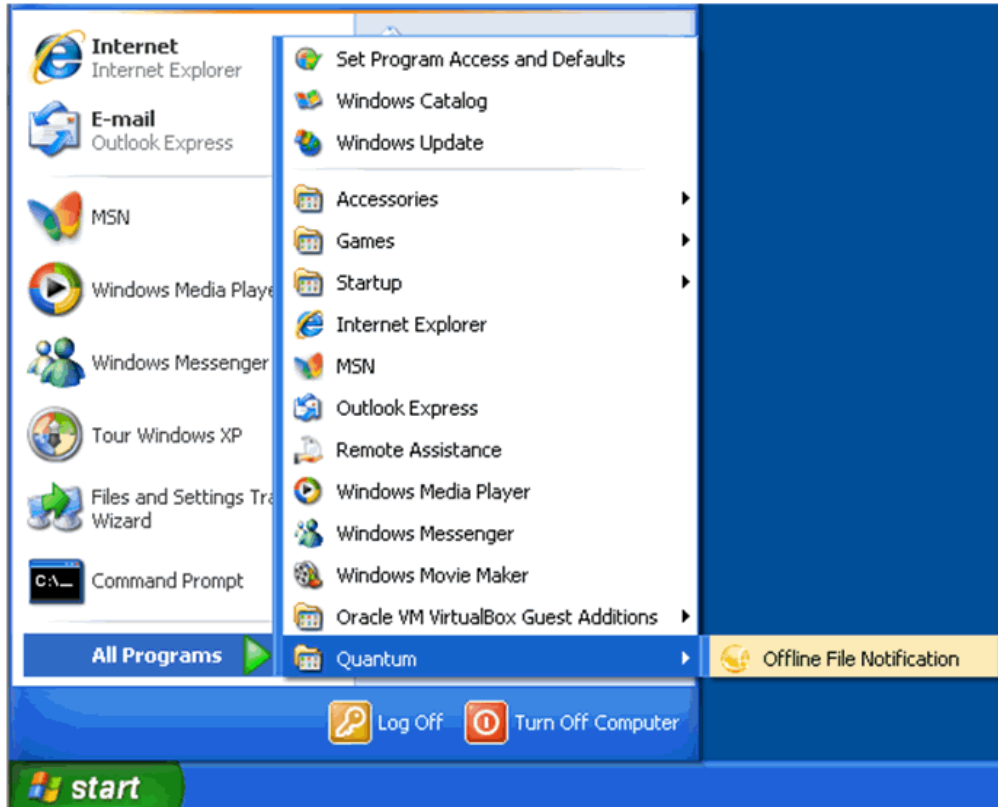 Internet
Internet Explorer
E-mail
Outlook Express
MSN
Windows Media Playe
Windows Messenger
Tour Windows XP
Files and Settings Tra
Wizard
C:\_
Command Prompt
All Programs
Set Program Access and Defaults
Windows Catalog
Windows Update
Accessories
Games
Startup
Internet Explorer
MSN
Outlook Express
Remote Assistance
Windows Media Player
Windows Messenger
Windows Movie Maker
Oracle VM VirtualBox Guest Additions
Quantum
Offline File Notification
Log Off
Turn Off Computer
start